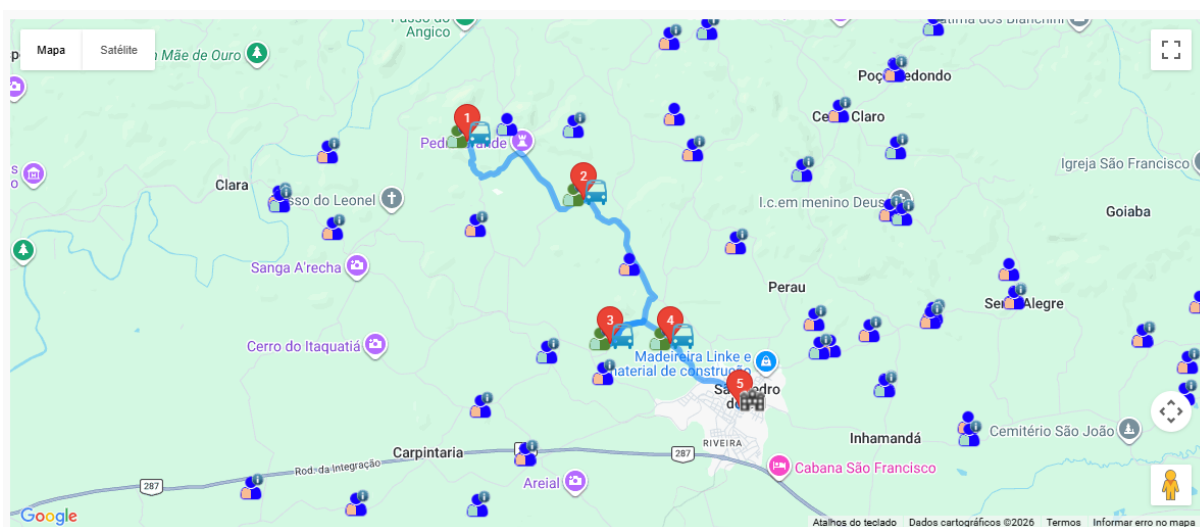 Passo do
Angico
Fátima dos Bianchini
Mapa
Satélite
Mãe de Ouro
Poço Redondo
1
Cerro Claro
Pedra Grande
Igreja São Francisco
2
Clara
Passo do Leonel
I.c.em menino Deus
Goiaba
Sanga A'recha
Perau
Alegre
3
4
Cerro do Itaquatiá
Madeireira Linke e
material de construção
5
São Pedro
do
RIVEIRA
Inhamandá
Cemitério São João
Carpintaria
287
Rod. da Integração
Cabana São Francisco
287
Areial
Google
Atalhos do teclado
Dados cartográficos ©2026
Termos
Informar erro no mapa